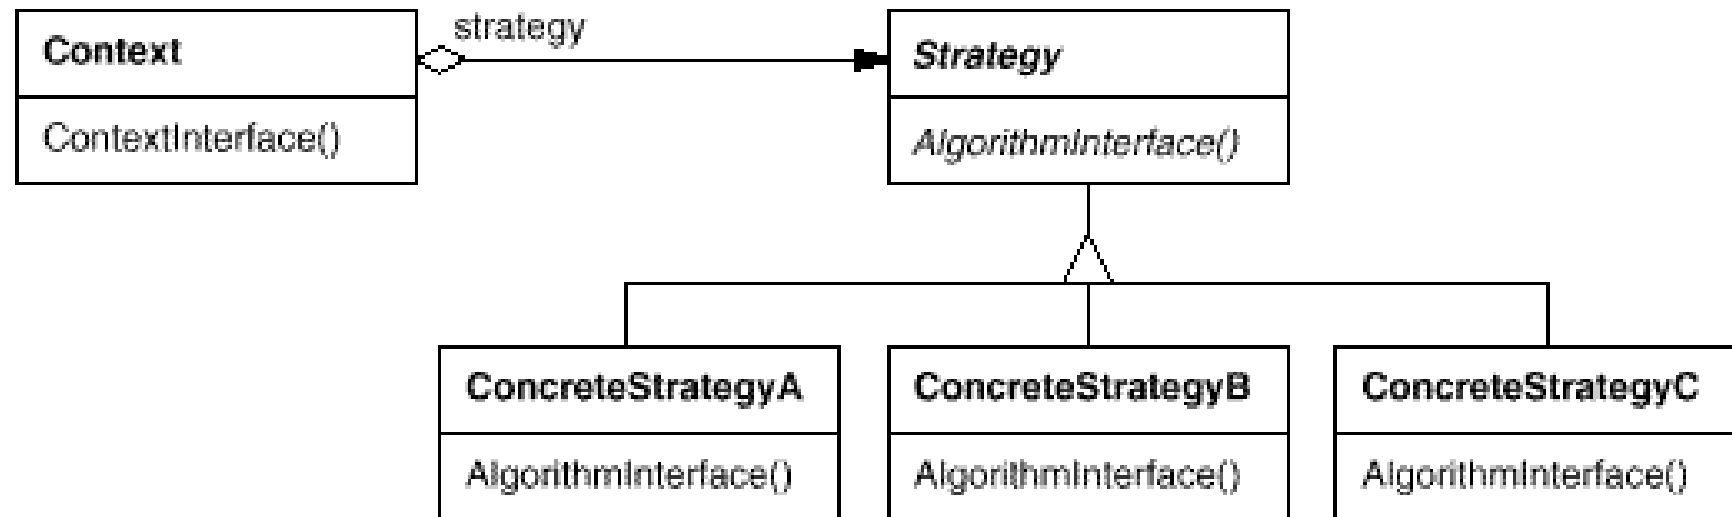 Context
ContextInterface()
strategy
Strategy
AlgorithmInterface()
ConcreteStrategyA
AlgorithmInterface()
ConcreteStrategyB
AlgorithmInterface()
ConcreteStrategyC
AlgorithmInterface()